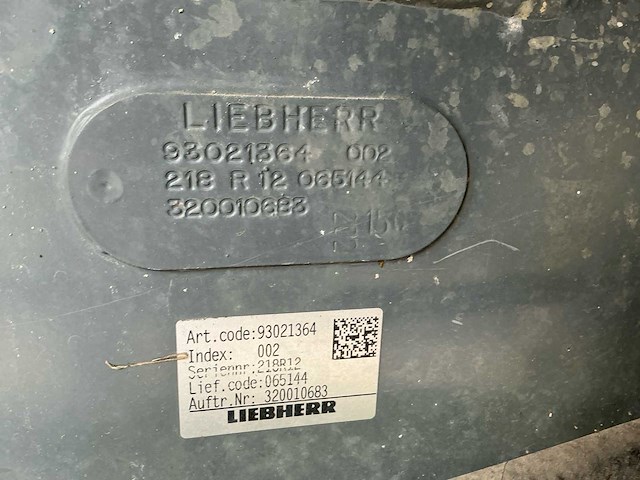 LIEBHERR
93021364 002
218 R 12 065144
320010683
Art.code:93021364
Index: 002
Seriennr:218R12
Lief.code:065144
Auftr.Nr: 320010683
LIEBHERR